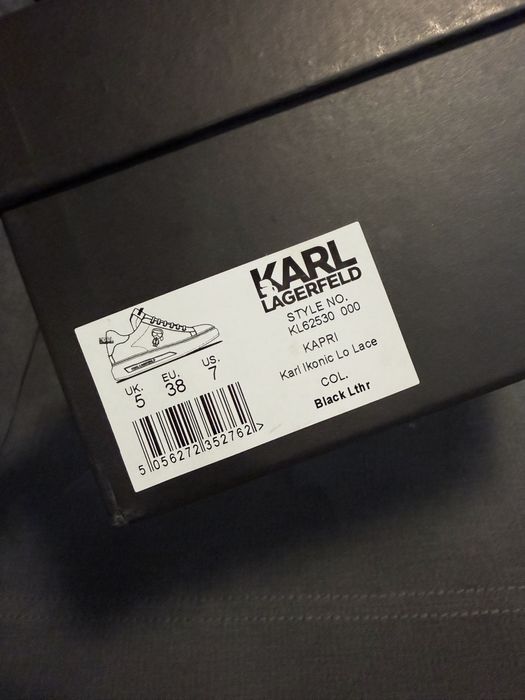 KARL
LAGERFELD
STYLE NO.
KL62530 000
KAPRI
Karl Ikonic Lo Lace
COL.
Black Lthr
UK. EU. US.
5 38 7
5 056272 352762 >